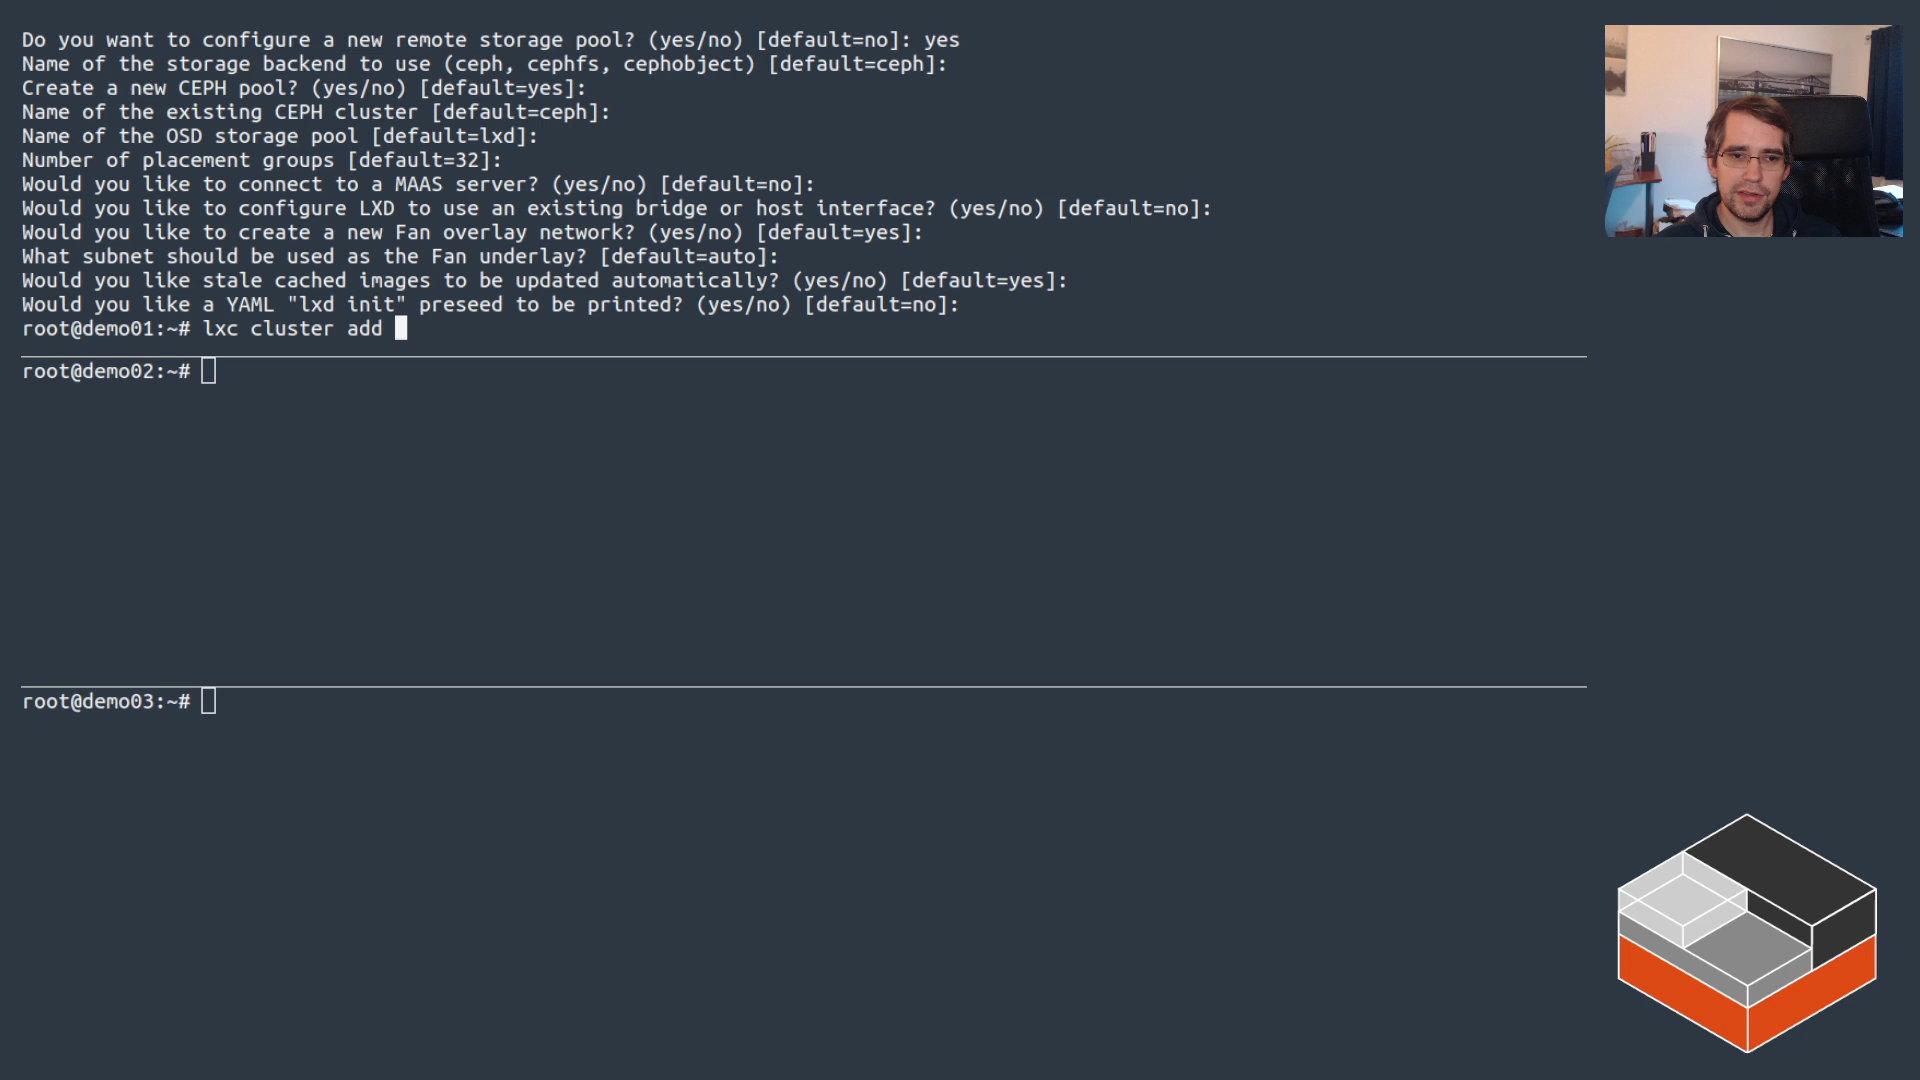 Do you want to configure a new remote storage pool? (yes/no) [default=no]: yes
Name of the storage backend to use (ceph, cephfs, cephobject) [default=ceph]:
Create a new CEPH pool? (yes/no) [default=yes]:
Name of the existing CEPH cluster [default=ceph]:
Name of the OSD storage pool [default=lxd]:
Number of placement groups [default=32]:
Would you like to connect to a MAAS server? (yes/no) [default=no]:
Would you like to configure LXD to use an existing bridge or host interface? (yes/no) [default=no]:
Would you like to create a new Fan overlay network? (yes/no) [default=yes]:
What subnet should be used as the Fan underlay? [default=auto]:
Would you like stale cached images to be updated automatically? (yes/no) [default=yes]:
Would you like a YAML "lxd init" preseed to be printed? (yes/no) [default=no]:
root@demo01:~# lxc cluster add
root@demo02:~#
root@demo03:~#